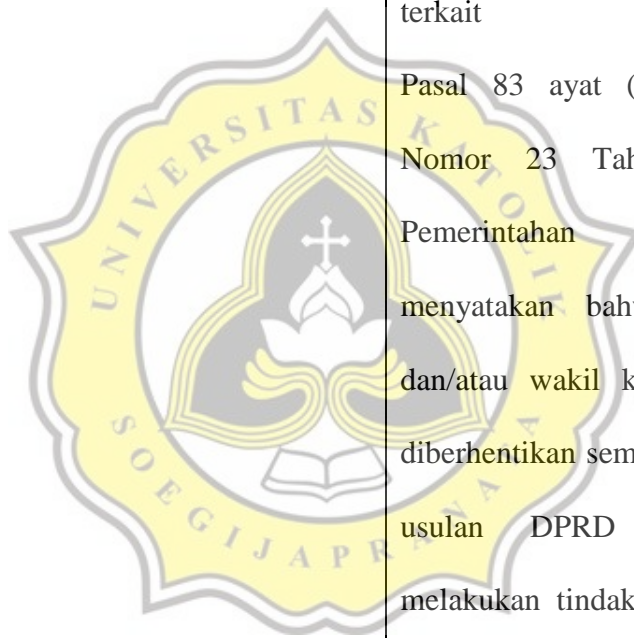 terkait
Pasal 83 ayat (
Nomor 23 Tah
Pemerintahan
menyatakan bah
dan/atau wakil k
diberhentikan sem
usulan DPRD
melakukan tindak
UNIVERSITAS KATOLIK
SOEGIJAPRANATA